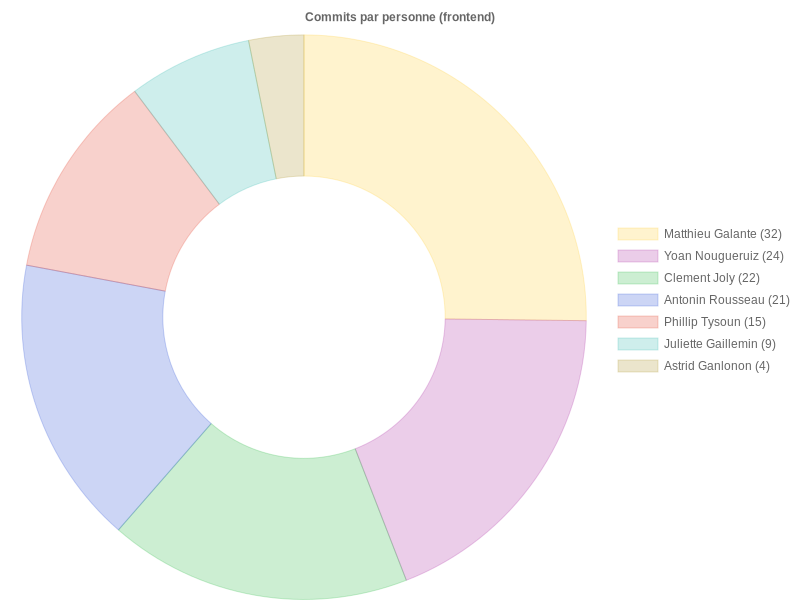 Commits par personne (frontend)
Matthieu Galante (32)
Yoan Nougueruiz (24)
Clement Joly (22)
Antonin Rousseau (21)
Phillip Tysoun (15)
Juliette Gaillemin (9)
Astrid Ganlonon (4)